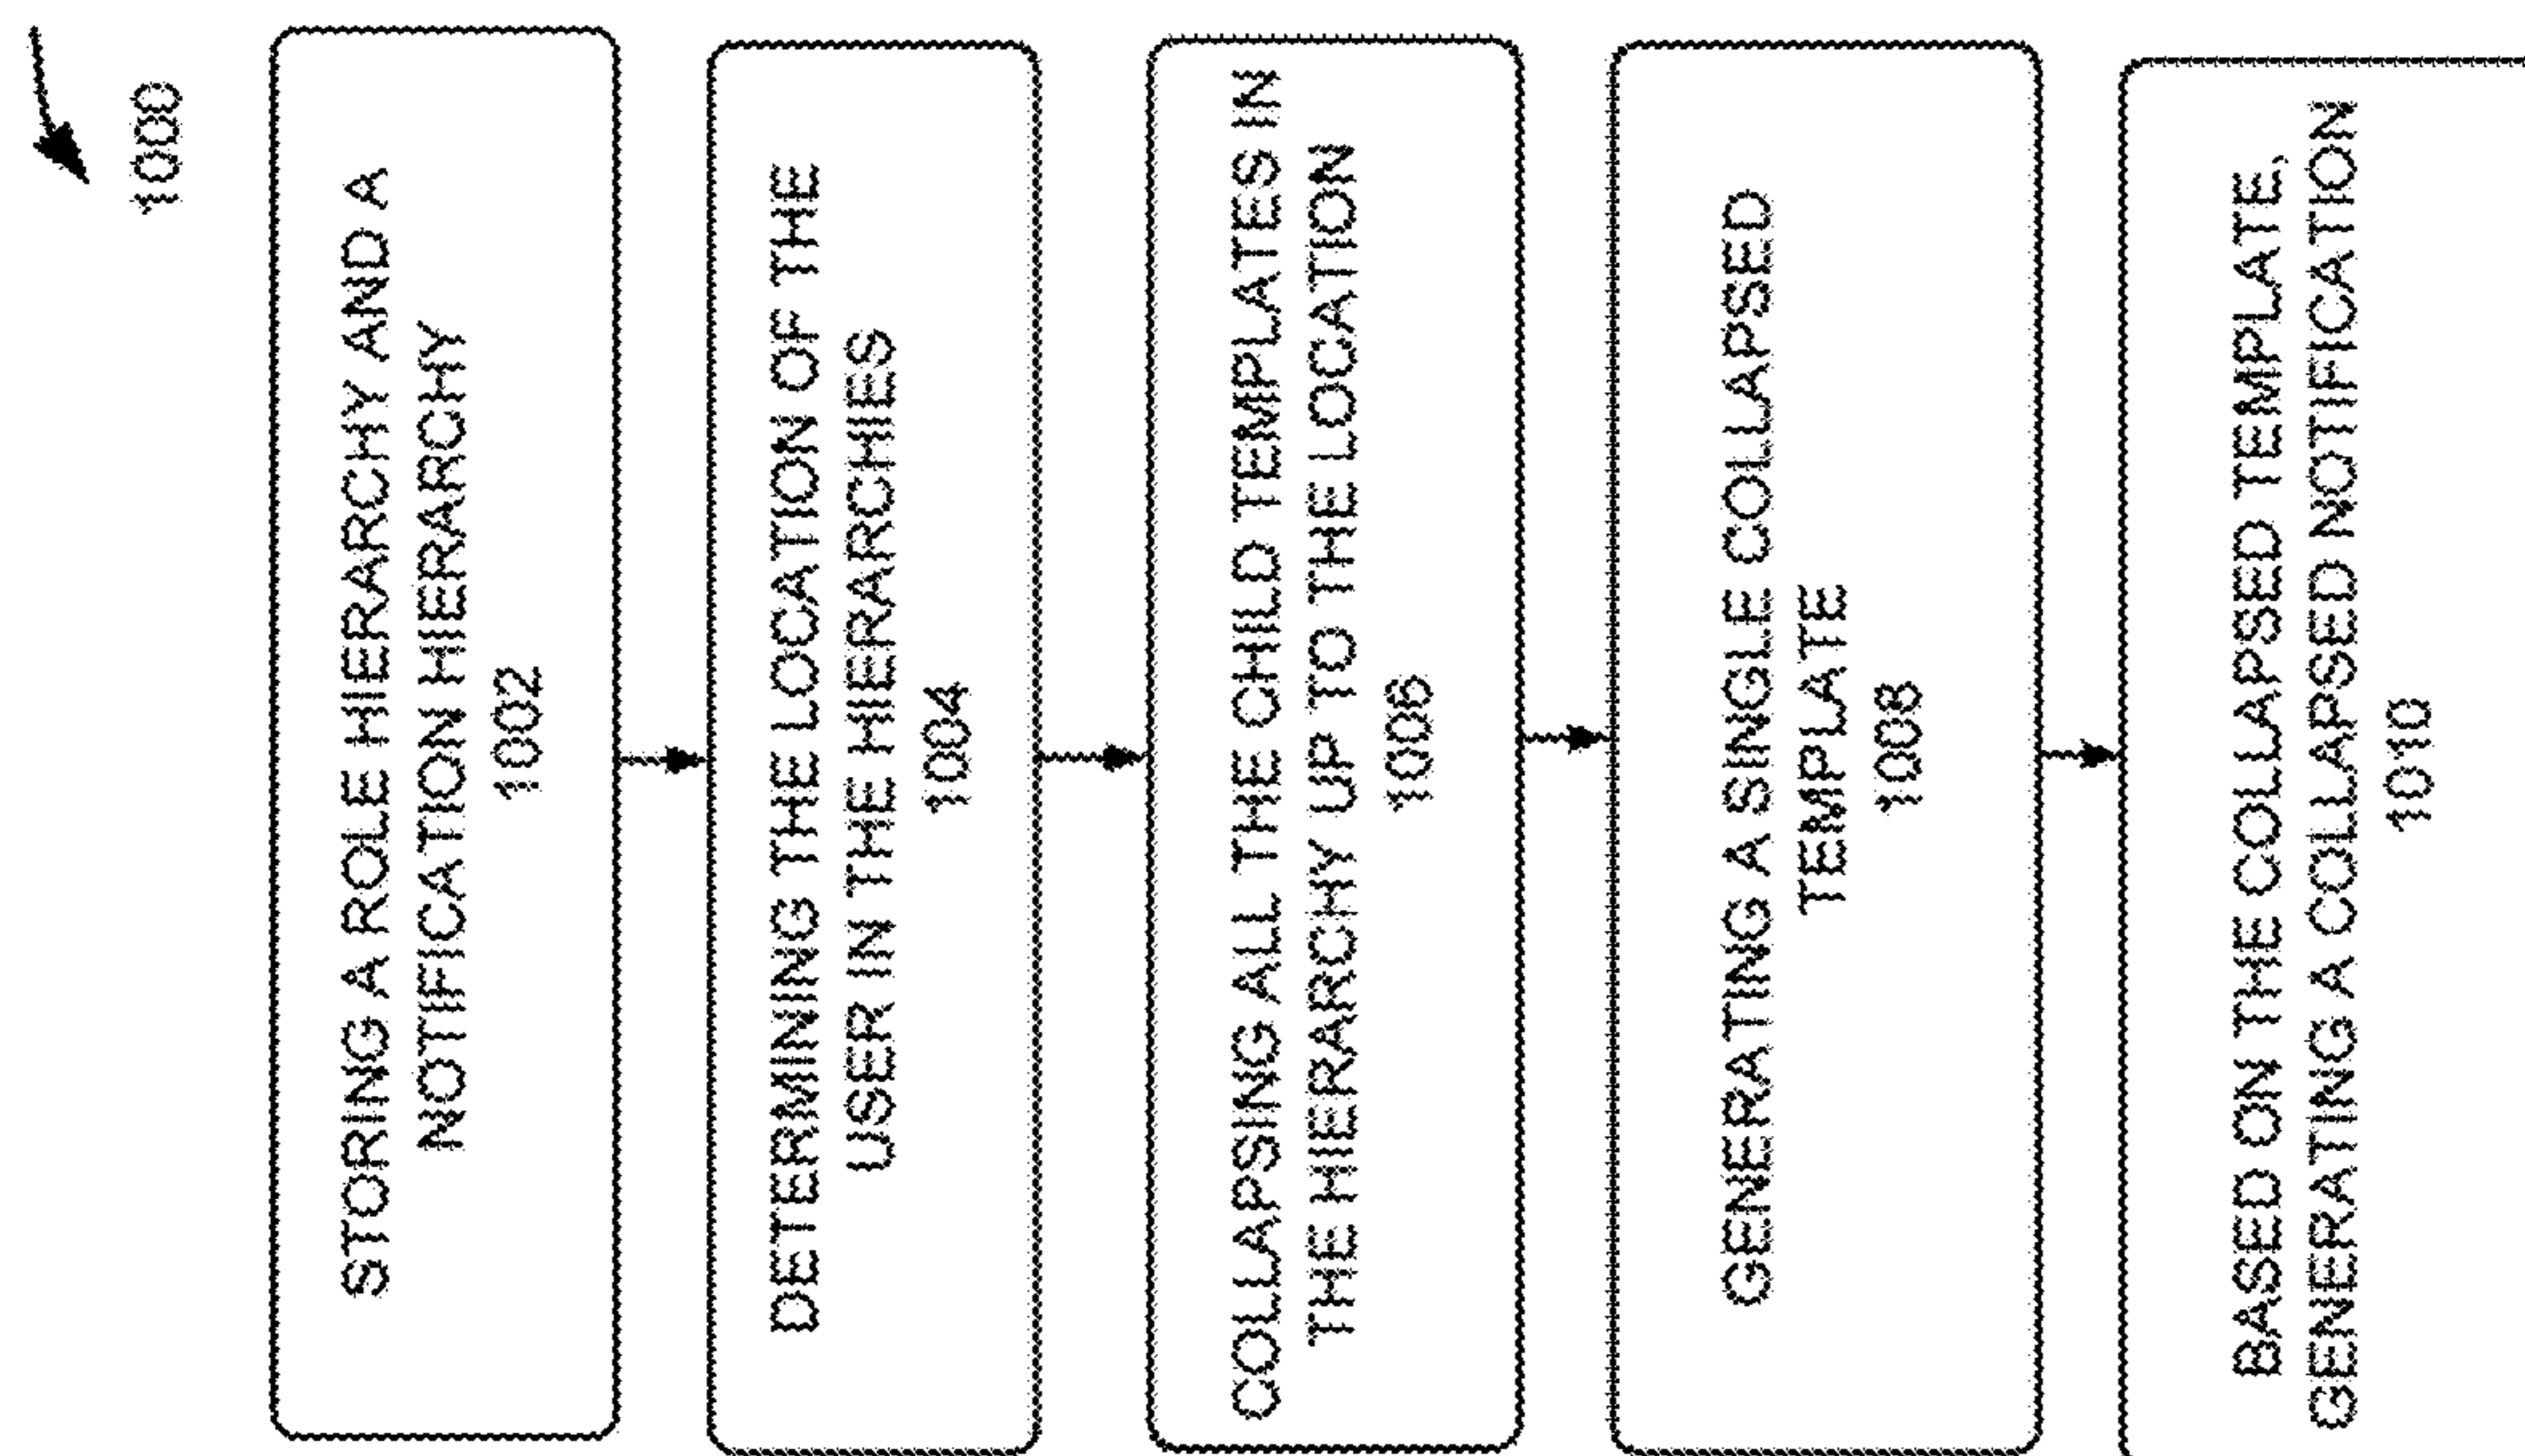 1000
STORING A ROLE HIERARCHY AND A
NOTIFICATION HIERARCHY
1002
DETERMINING THE LOCATION OF THE
USER IN THE HIERARCHIES
1004
COLLAPSING ALL THE CHILD TEMPLATES IN
THE HIERARCHY UP TO THE LOCATION
1006
GENERATING A SINGLE COLLAPSED
TEMPLATE
1008
BASED ON THE COLLAPSED TEMPLATE,
GENERATING A COLLAPSED NOTIFICATION
1010